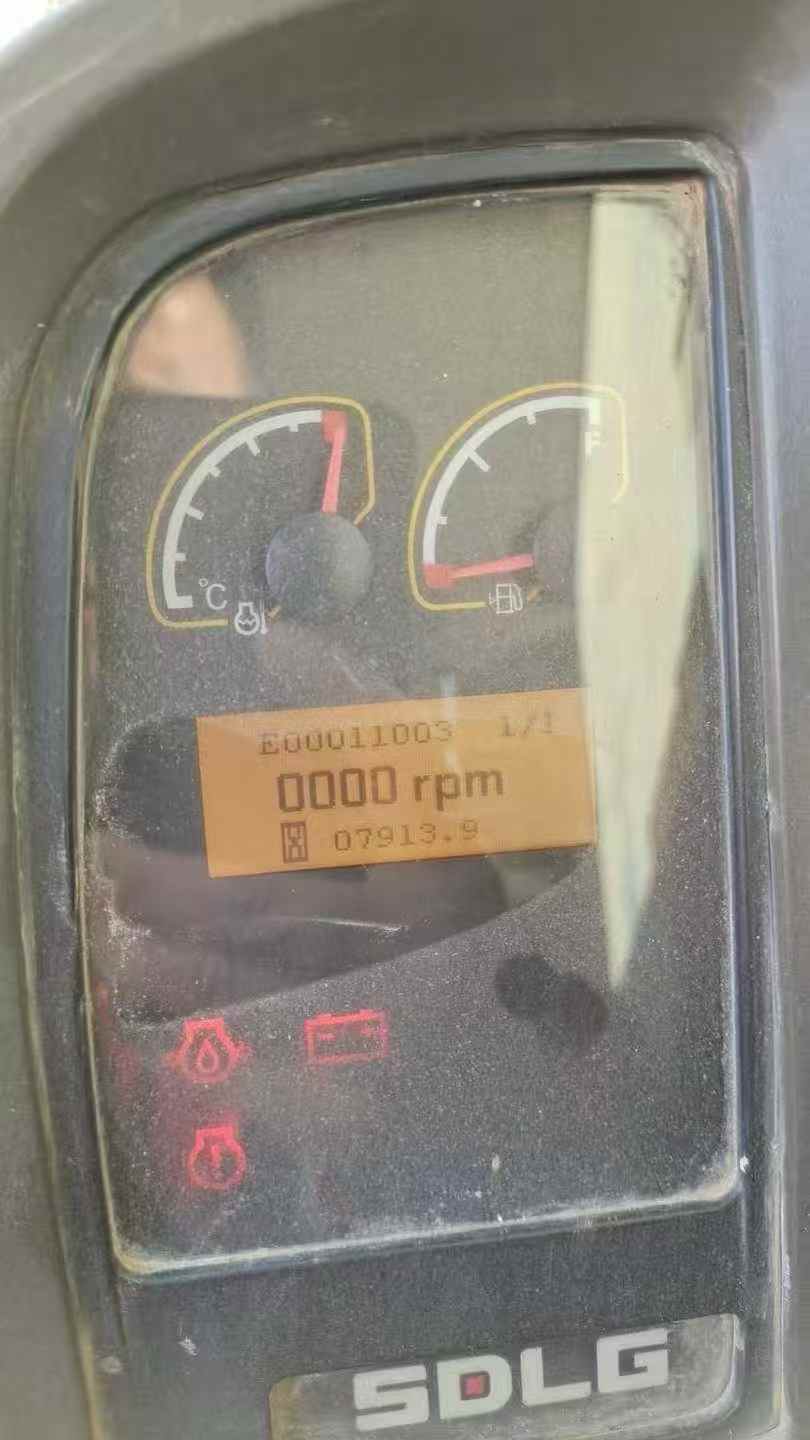 F
°C
E00011003 1/1
0000 rpm
07913.9
SDLG